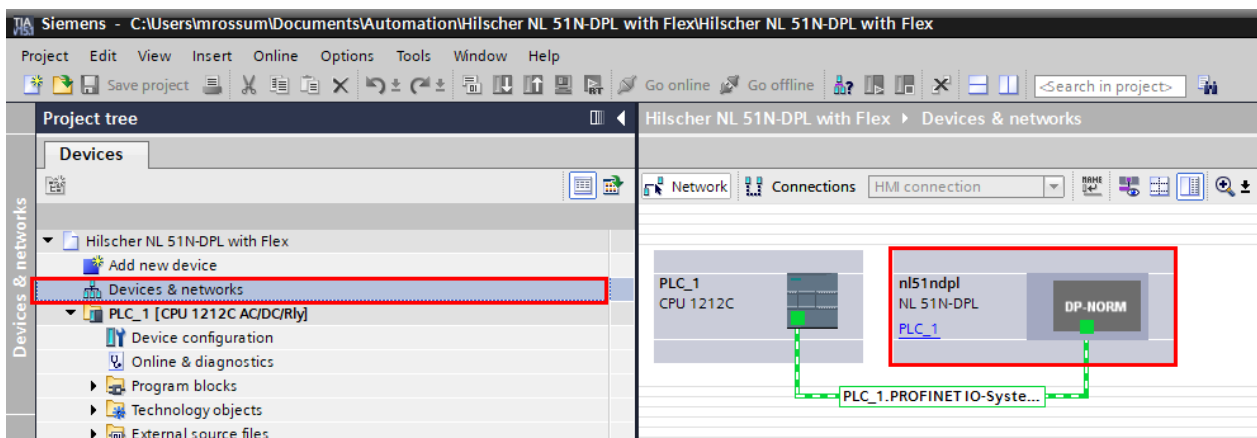 Siemens - C:\Users\mrossum\Documents\Automation\Hilscher NL 51N-DPL with Flex\Hilscher NL 51N-DPL with Flex
Project Edit View Insert Online Options Tools Window Help
Save project Go online Go offline <Search in project>
Project tree
Hilscher NL 51N-DPL with Flex ▸ Devices & networks
Devices
Network Connections HMI connection
Devices & networks
Hilscher NL 51N-DPL with Flex
Add new device
Devices & networks
PLC_1 [CPU 1212C AC/DC/Rly]
Device configuration
Online & diagnostics
Program blocks
Technology objects
External source files
PLC_1
CPU 1212C
nl51ndpl
NL 51N-DPL
PLC_1
DP-NORM
PLC_1.PROFINET IO-Syste...